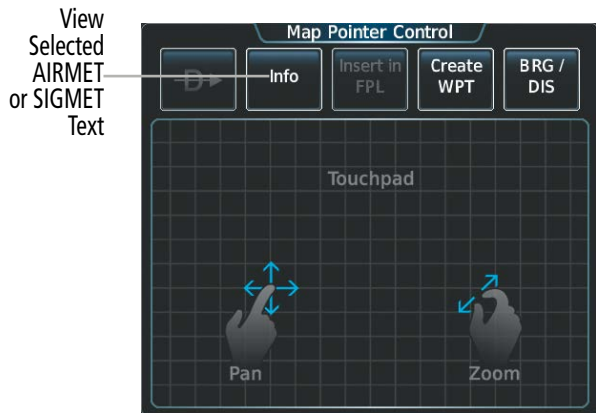 View
Selected
AIRMET
or SIGMET
Text
Map Pointer Control
D
Info
Insert in
FPL
Create
WPT
BRG /
DIS
Touchpad
Pan
Zoom